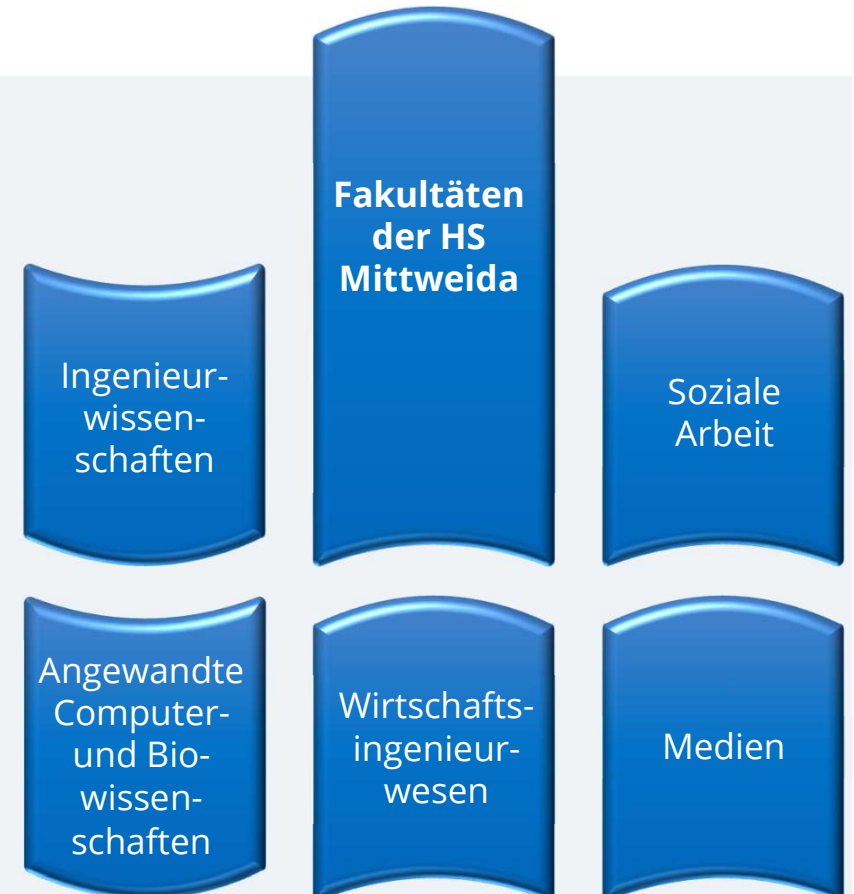 Fakultäten
der HS
Mittweida
Ingenieur-
wissen-
schaften
Soziale
Arbeit
Angewandte
Computer-
und Bio-
wissen-
schaften
Wirtschafts-
ingenieur-
wesen
Medien